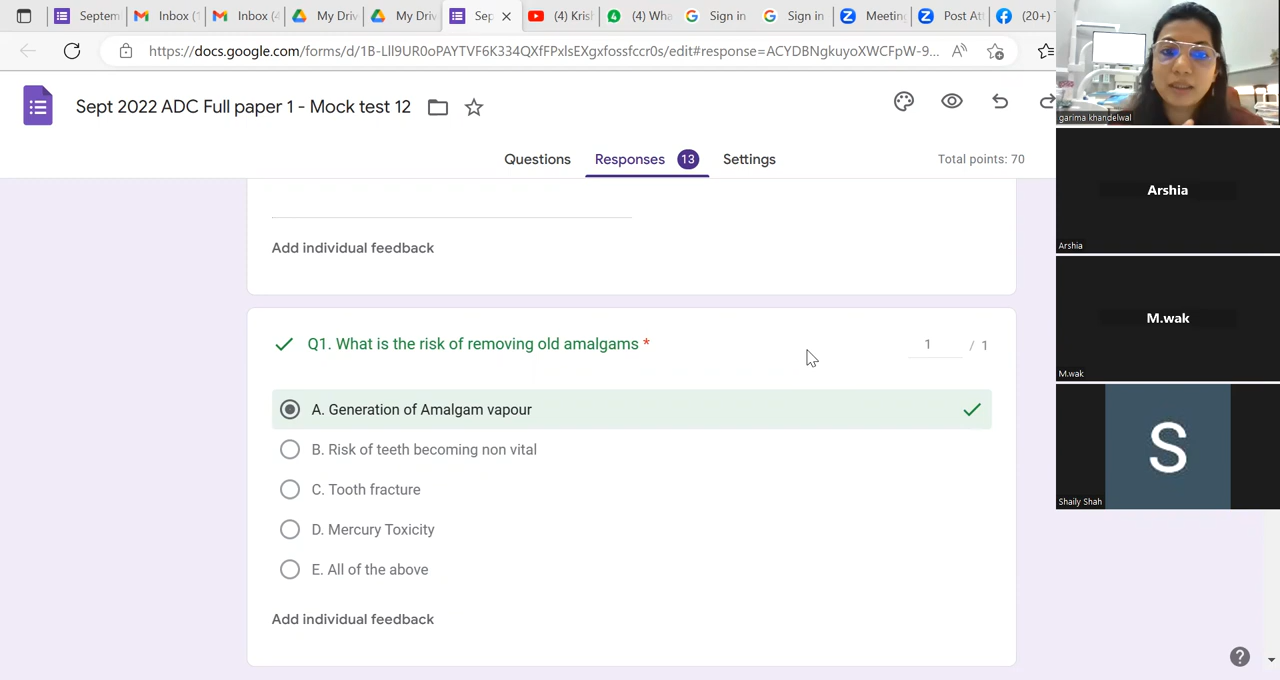 Septem
Inbox (1
Inbox (4
My Driv
My Driv
Sep
(4) Kris
(4) Wha
Sign in
Sign in
Meeting
Post At
(20+)
https://docs.google.com/forms/d/1B-Lll9UR0oPAYTVF6K334QXfFPxlsEXgxfossfccr0s/edit#response=ACYDBNgkuyoXWCFpW-9...
Sept 2022 ADC Full paper 1 - Mock test 12
Questions
Responses 13
Settings
Total points: 70
Add individual feedback
Q1. What is the risk of removing old amalgams *
1 / 1
A. Generation of Amalgam vapour
B. Risk of teeth becoming non vital
C. Tooth fracture
D. Mercury Toxicity
E. All of the above
Add individual feedback
garima khandelwal
Arshia
Arshia
M.wak
M.wak
S
Shaily Shah